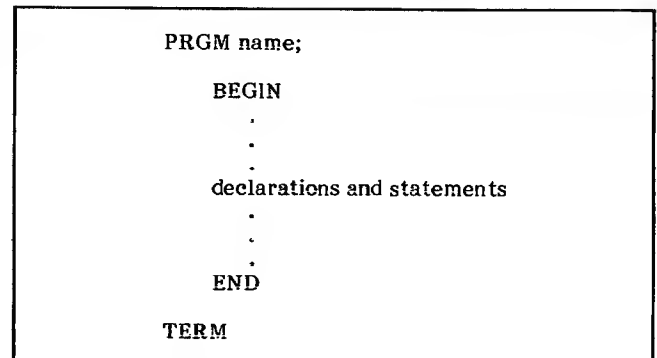 PRGM name;
BEGIN
.
.
.
declarations and statements
.
.
.
END
TERM